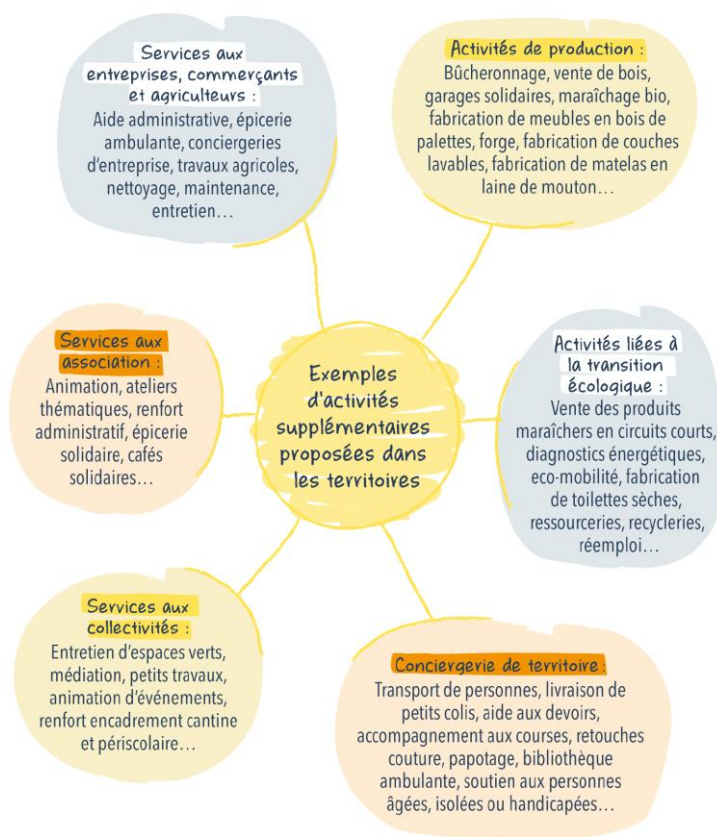 Services aux
entreprises, commerçants
et agriculteurs :
Aide administrative, épicerie
ambulante, conciergeries
d'entreprise, travaux agricoles,
nettoyage, maintenance,
entretien...
Activités de production :
Bûcheronnage, vente de bois,
garages solidaires, maraîchage bio,
fabrication de meubles en bois de
palettes, forge, fabrication de couches
lavables, fabrication de matelas en
laine de mouton...
Services aux
association :
Animation, ateliers
thématiques, renfort
administratif, épicerie
solidaire, cafés
solidaires...
Exemples
d'activités
supplémentaires
proposées dans
les territoires
Activités liées à
la transition
écologique :
Vente des produits
maraîchers en circuits courts,
diagnostics énergétiques,
eco-mobilité, fabrication
de toilettes sèches,
ressourceries, recycleries,
réemploi...
Services aux
collectivités :
Entretien d'espaces verts,
médiation, petits travaux,
animation d'événements,
renfort encadrement cantine
et périscolaire...
Conciergerie de territoire :
Transport de personnes, livraison de
petits colis, aide aux devoirs,
accompagnement aux courses, retouches
couture, papotage, bibliothèque
ambulante, soutien aux personnes
âgées, isolées ou handicapées...